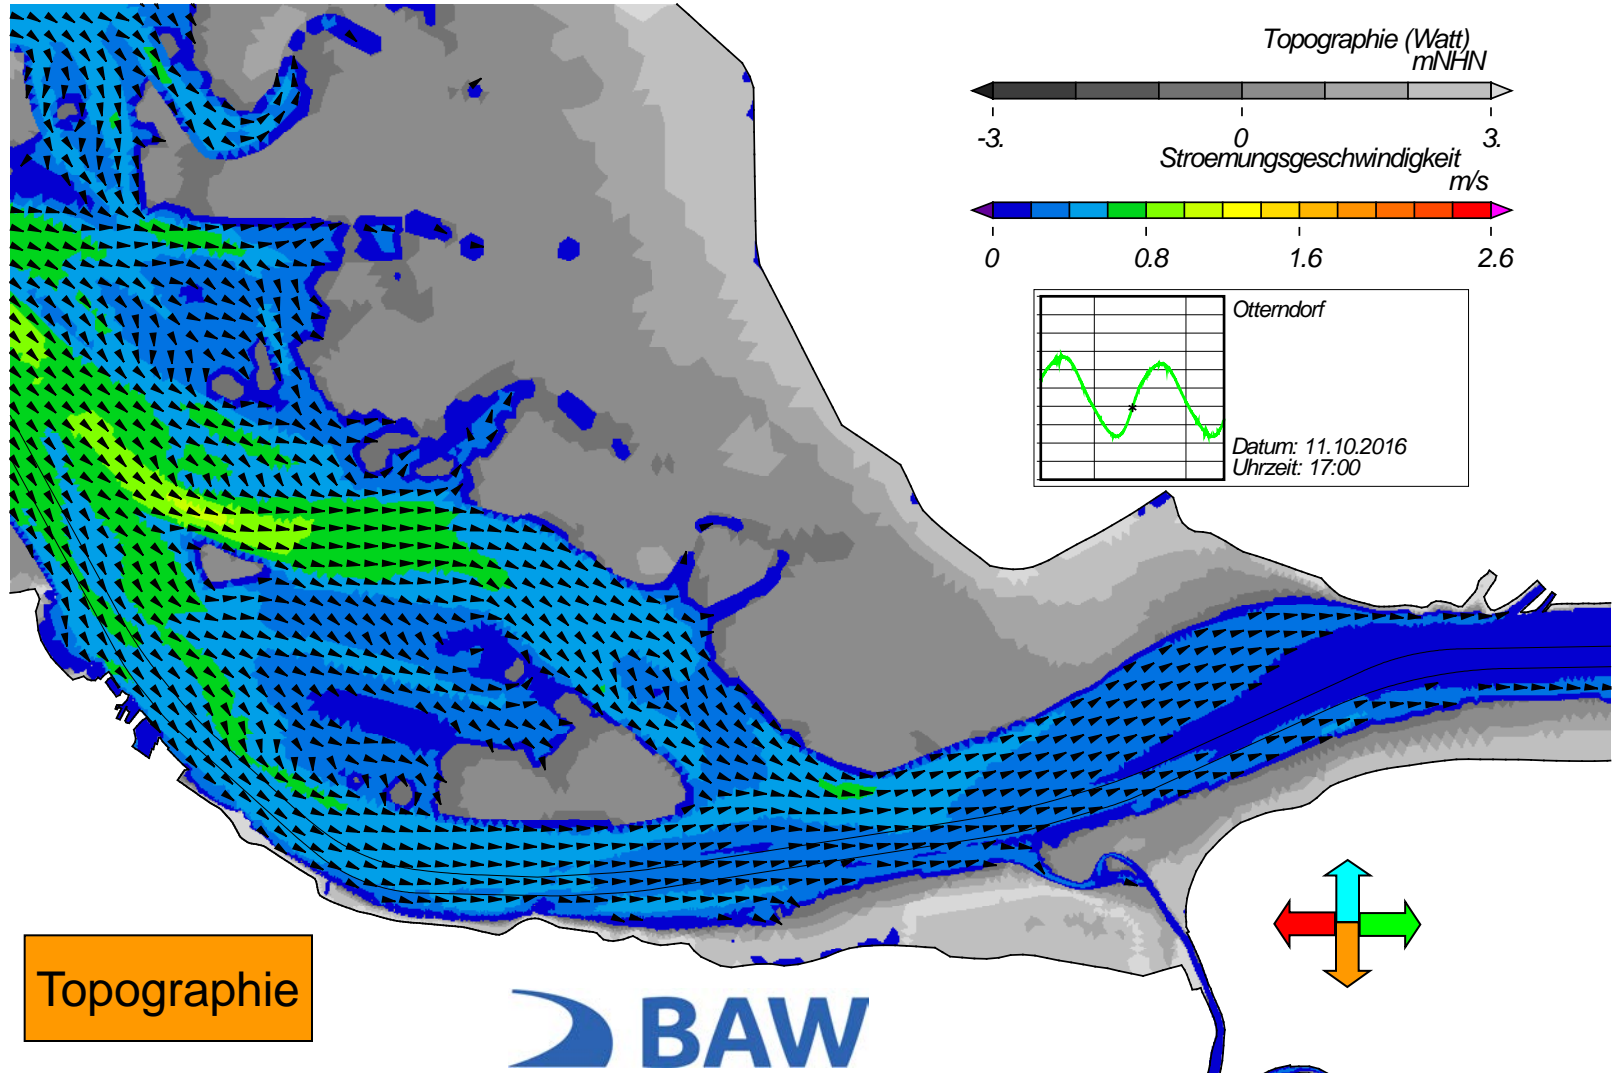 Topographie (Watt)
mNHN
-3. 0 3.
Stroemungsgeschwindigkeit
m/s
0 0.8 1.6 2.6
Otterndorf
Datum: 11.10.2016
Uhrzeit: 17:00
Topographie
BAW